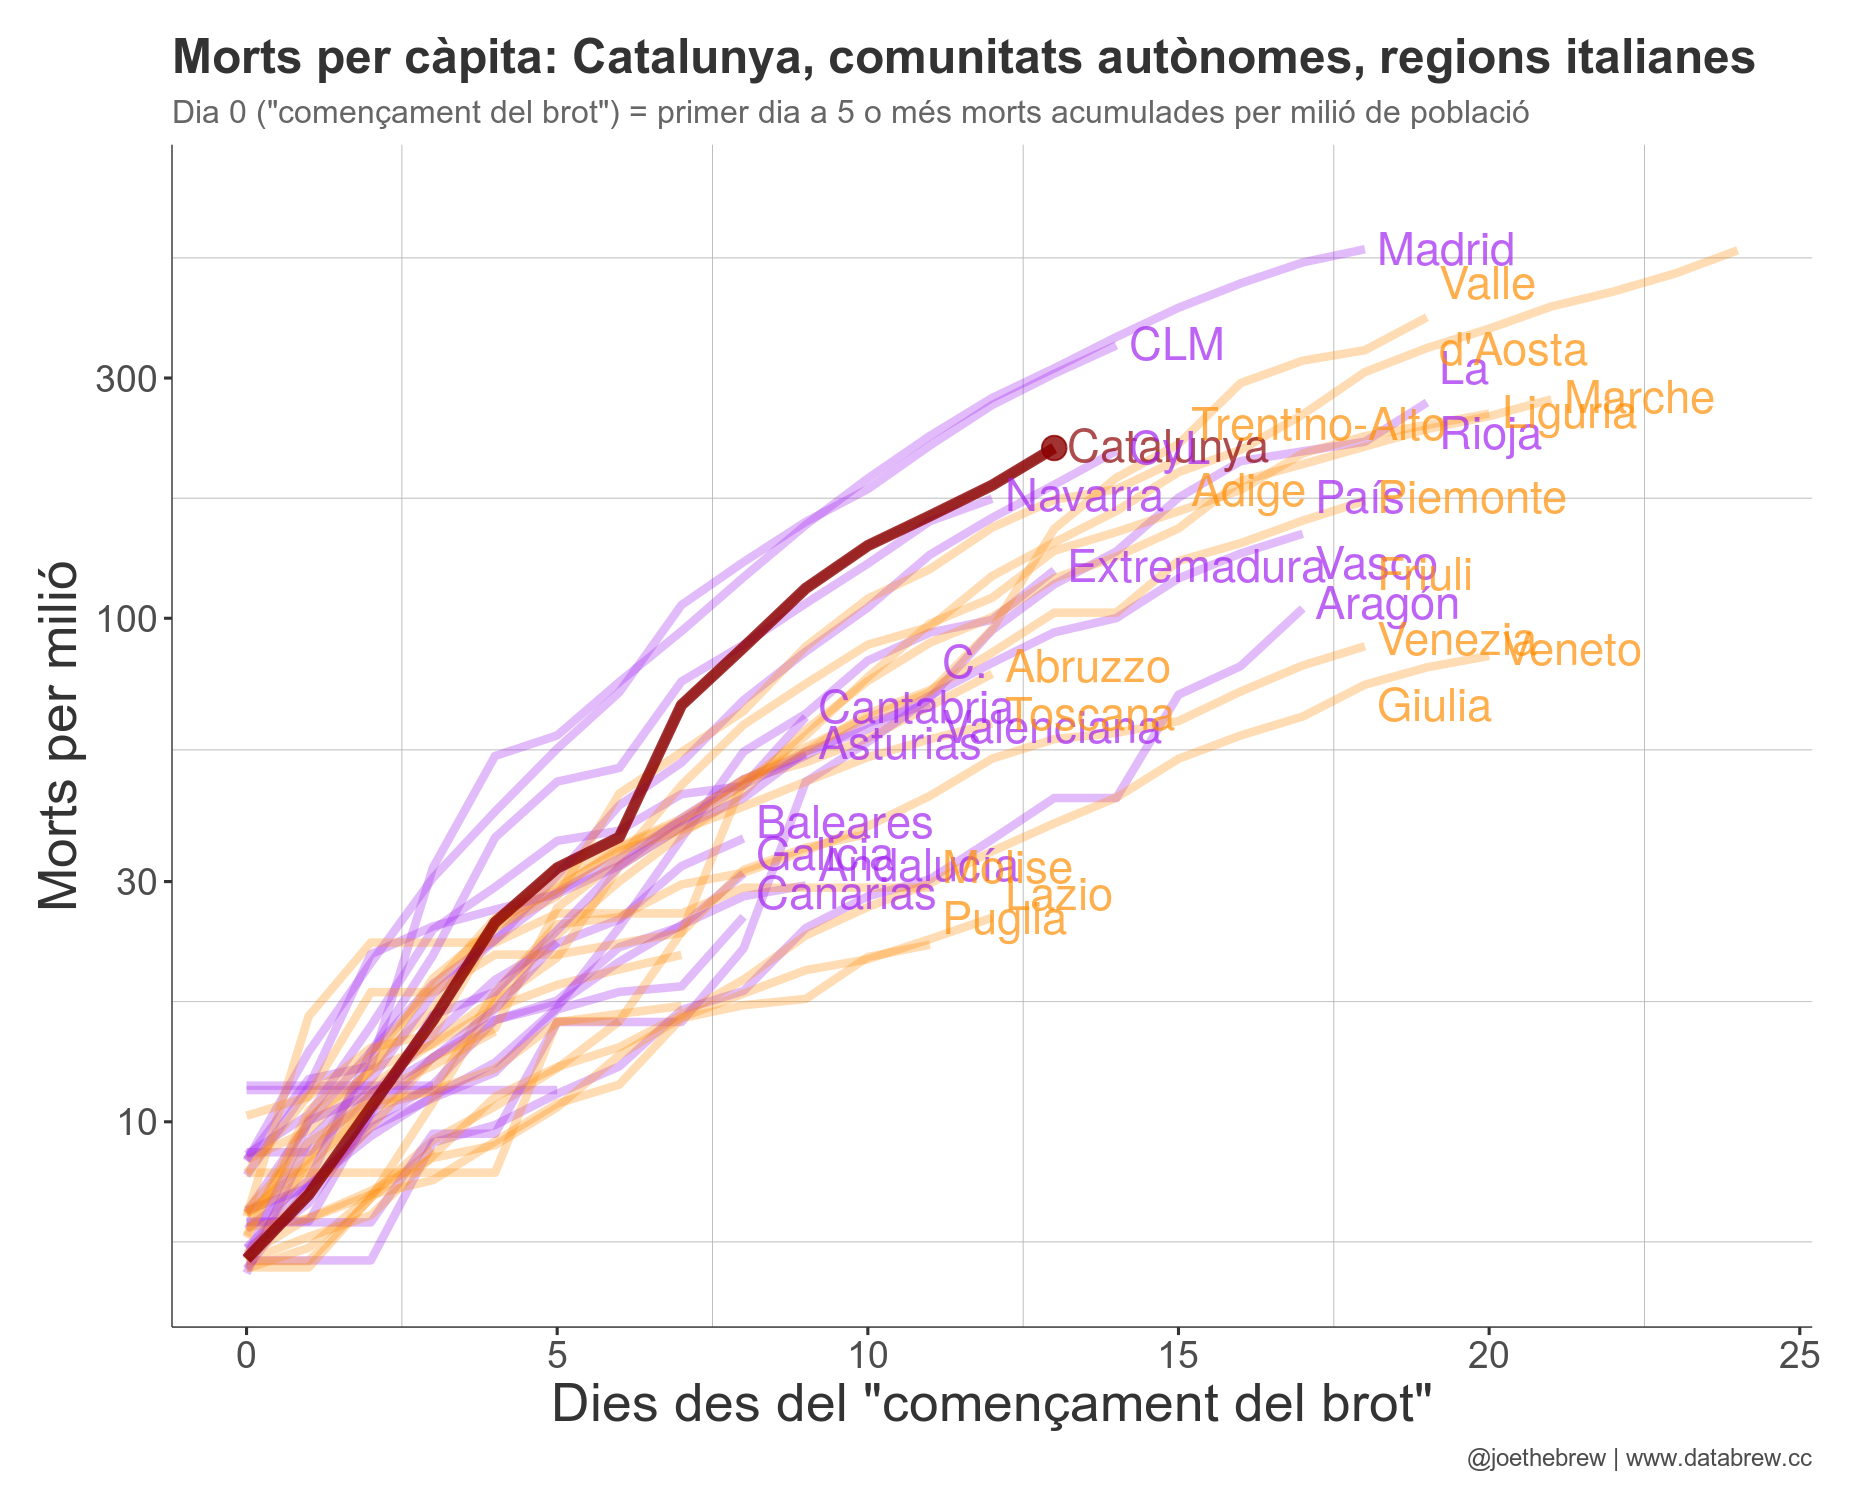 Morts per càpita: Catalunya, comunitats autònomes, regions italianes
Dia 0 ("començament del brot") = primer dia a 5 o més morts acumulades per milió de població
Morts per milió
300
100
30
10
Madrid
Valle
d'Aosta
CLM
La
Rioja
Marche
Liguria
Trentino-Alto
Adige
Catalunya
CyL
Navarra
País
Vasco
Piemonte
Extremadura
Friuli
Venezia
Giulia
Aragón
Veneto
C.
Valenciana
Abruzzo
Cantabria
Toscana
Asturias
Baleares
Galicia
Andalucía
Molise
Canarias
Lazio
Puglia
0
5
10
15
20
25
Dies des del "començament del brot"
@joethebrew | www.databrew.cc